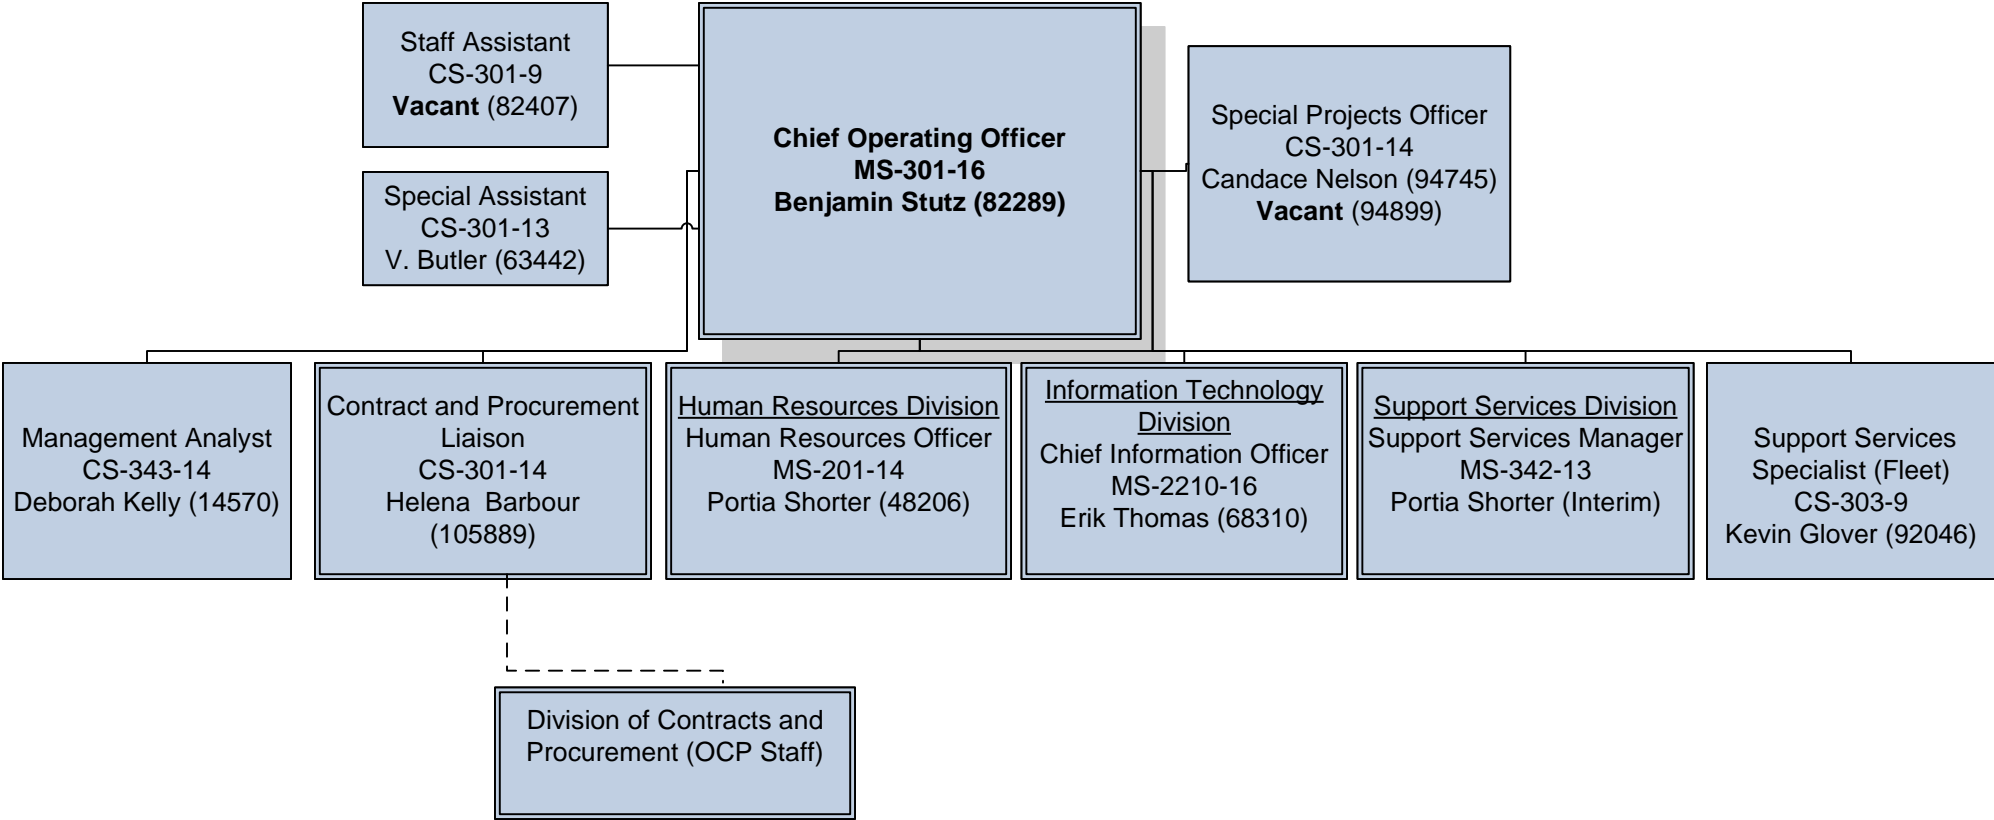 Staff Assistant
CS-301-9
Vacant (82407)
Special Assistant
CS-301-13
V. Butler (63442)
Chief Operating Officer
MS-301-16
Benjamin Stutz (82289)
Special Projects Officer
CS-301-14
Candace Nelson (94745)
Vacant (94899)
Management Analyst
CS-343-14
Deborah Kelly (14570)
Contract and Procurement
Liaison
CS-301-14
Helena  Barbour
(105889)
Human Resources Division
Human Resources Officer
MS-201-14
Portia Shorter (48206)
Information Technology
Division
Chief Information Officer
MS-2210-16
Erik Thomas (68310)
Support Services Division
Support Services Manager
MS-342-13
Portia Shorter (Interim)
Support Services
Specialist (Fleet)
CS-303-9
Kevin Glover (92046)
Division of Contracts and
Procurement (OCP Staff)